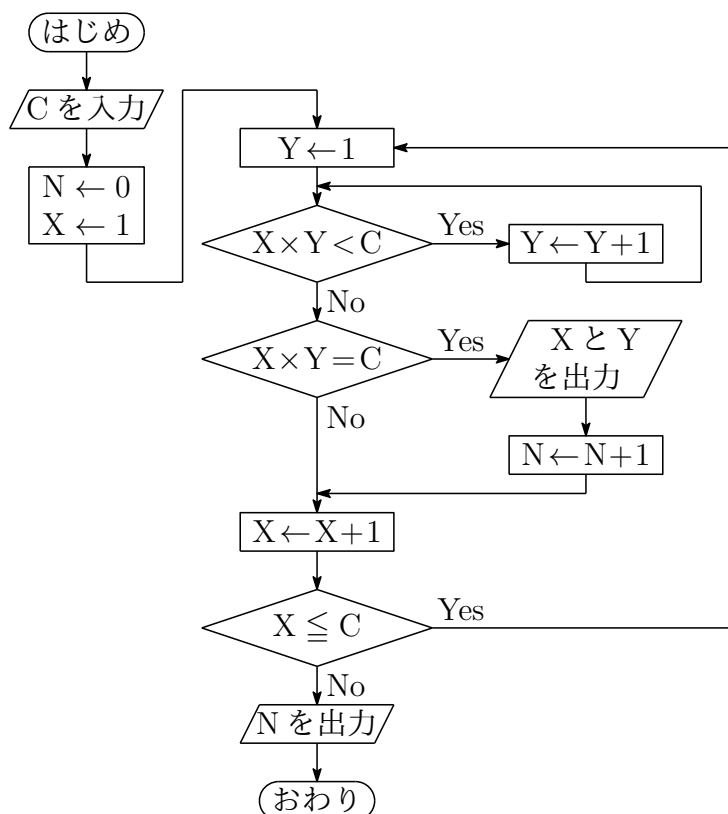 はじめ
C を入力
N ← 0
X ← 1
Y ← 1
X × Y < C
Yes
Y ← Y + 1
No
X × Y = C
Yes
X と Y
を出力
No
N ← N + 1
X ← X + 1
X ≦ C
Yes
No
N を出力
おわり